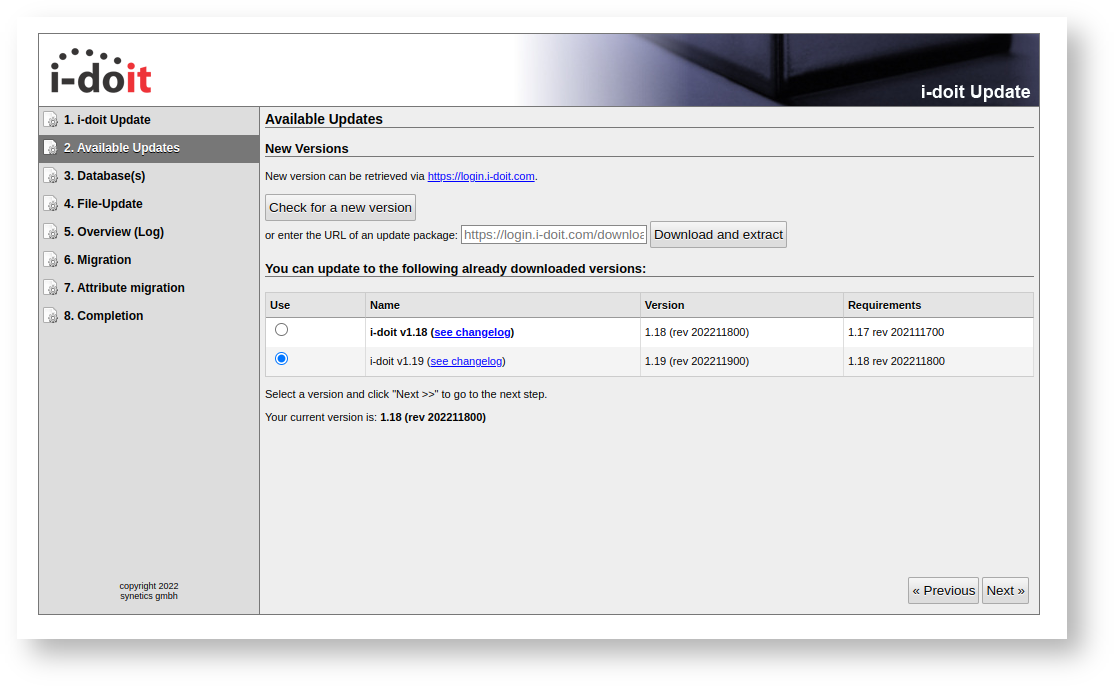 i-doit
i-doit Update
1. i-doit Update
2. Available Updates
3. Database(s)
4. File-Update
5. Overview (Log)
6. Migration
7. Attribute migration
8. Completion
copyright 2022
synetics gmbh
Available Updates
New Versions
New version can be retrieved via https://login.i-doit.com.
Check for a new version
or enter the URL of an update package: https://login.i-doit.com/downloa Download and extract
You can update to the following already downloaded versions:
Use Name Version Requirements
i-doit v1.18 (see changelog) 1.18 (rev 202211800) 1.17 rev 202111700
i-doit v1.19 (see changelog) 1.19 (rev 202211900) 1.18 rev 202211800
Select a version and click "Next >>" to go to the next step.
Your current version is: 1.18 (rev 202211800)
« Previous Next »